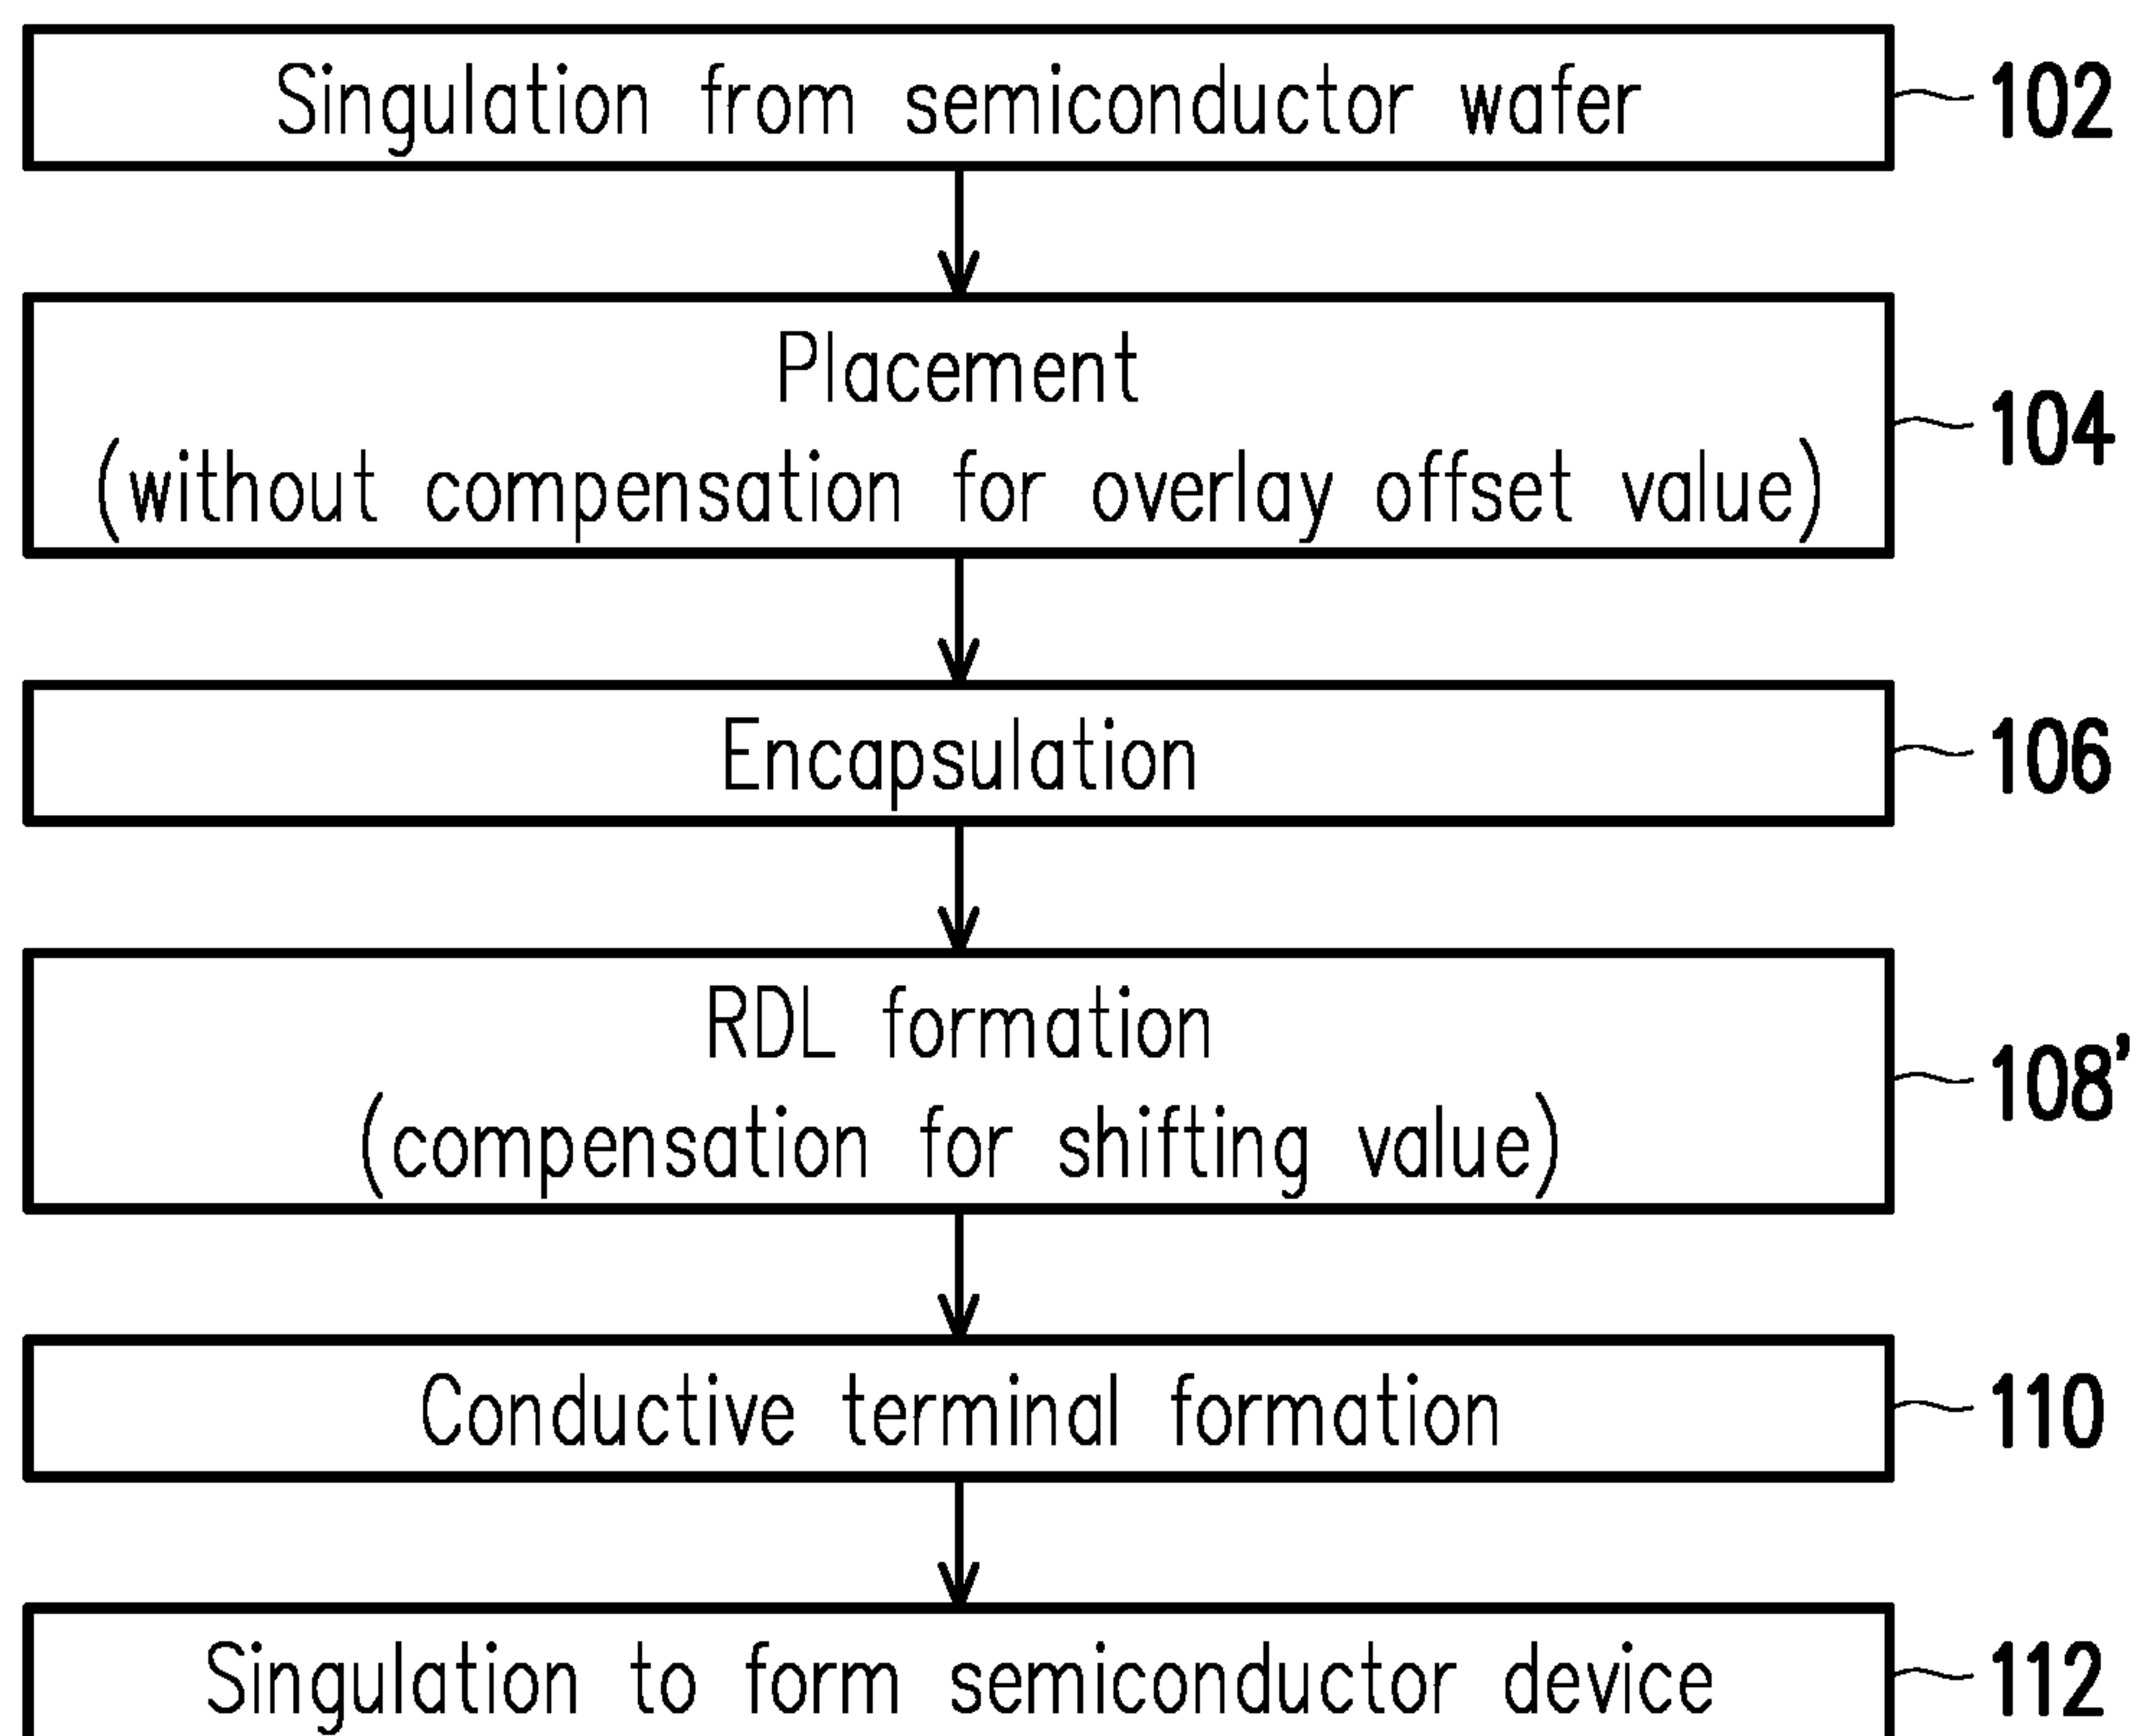 Singulation from semiconductor wafer
102
Placement
(without compensation for overlay offset value)
104
Encapsulation
106
RDL formation
(compensation for shifting value)
108'
Conductive terminal formation
110
Singulation to form semiconductor device
112